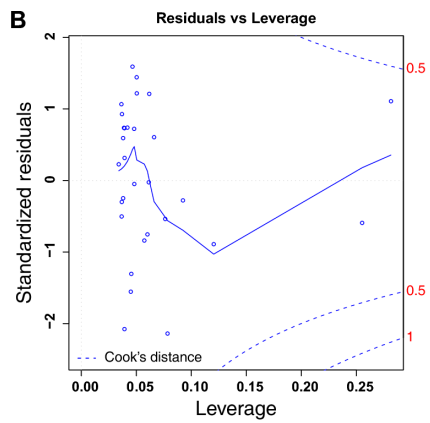 B
Residuals vs Leverage
Standardized residuals
2
1
0
-1
-2
0.5
0.5
1
Cook's distance
0.00 0.05 0.10 0.15 0.20 0.25
Leverage